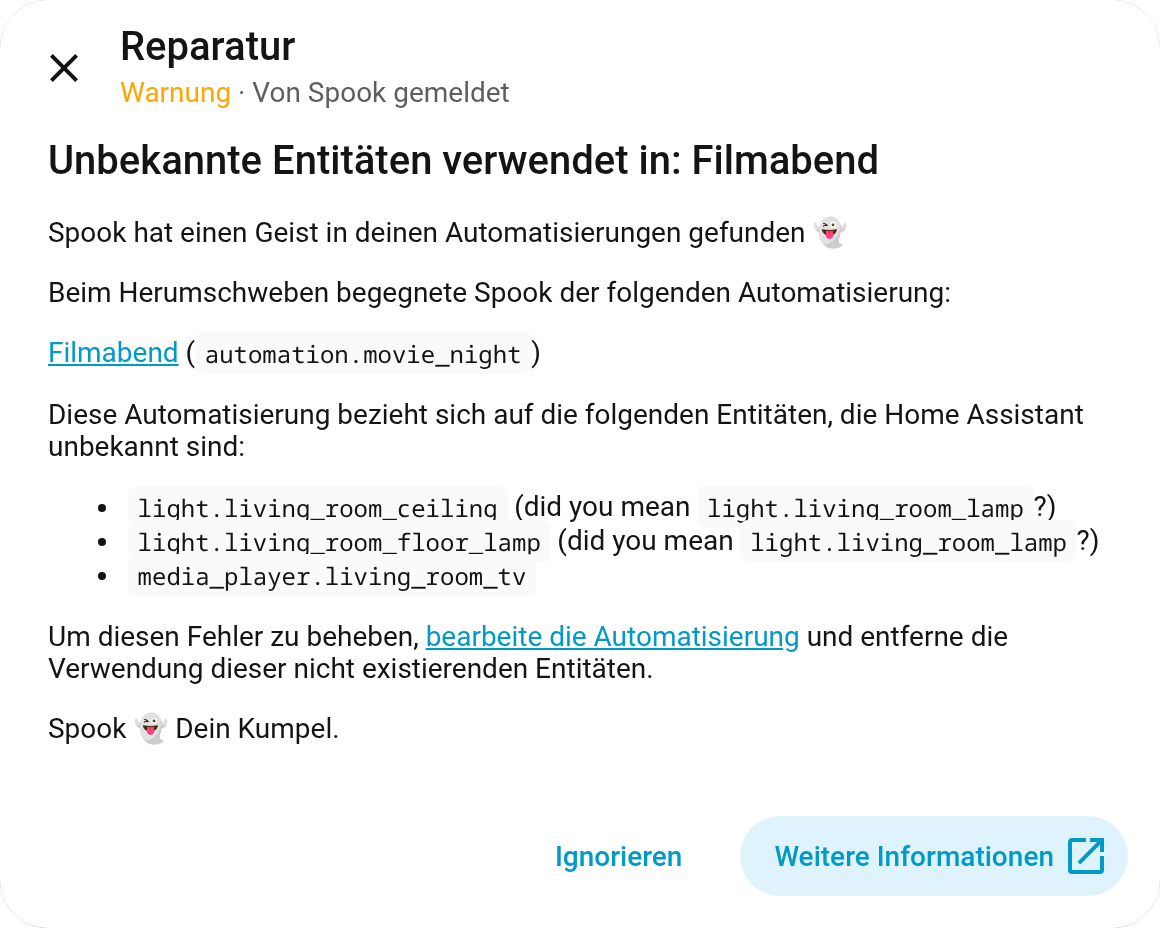 Reparatur
Warnung · Von Spook gemeldet
Unbekannte Entitäten verwendet in: Filmabend
Spook hat einen Geist in deinen Automatisierungen gefunden 👻
Beim Herumschweben begegnete Spook der folgenden Automatisierung:
Filmabend ( automation.movie_night )
Diese Automatisierung bezieht sich auf die folgenden Entitäten, die Home Assistant
unbekannt sind:
• light.living_room_ceiling (did you mean light.living_room_lamp ?)
• light.living_room_floor_lamp (did you mean light.living_room_lamp ?)
• media_player.living_room_tv
Um diesen Fehler zu beheben, bearbeite die Automatisierung und entferne die
Verwendung dieser nicht existierenden Entitäten.
Spook 👻 Dein Kumpel.
Ignorieren
Weitere Informationen